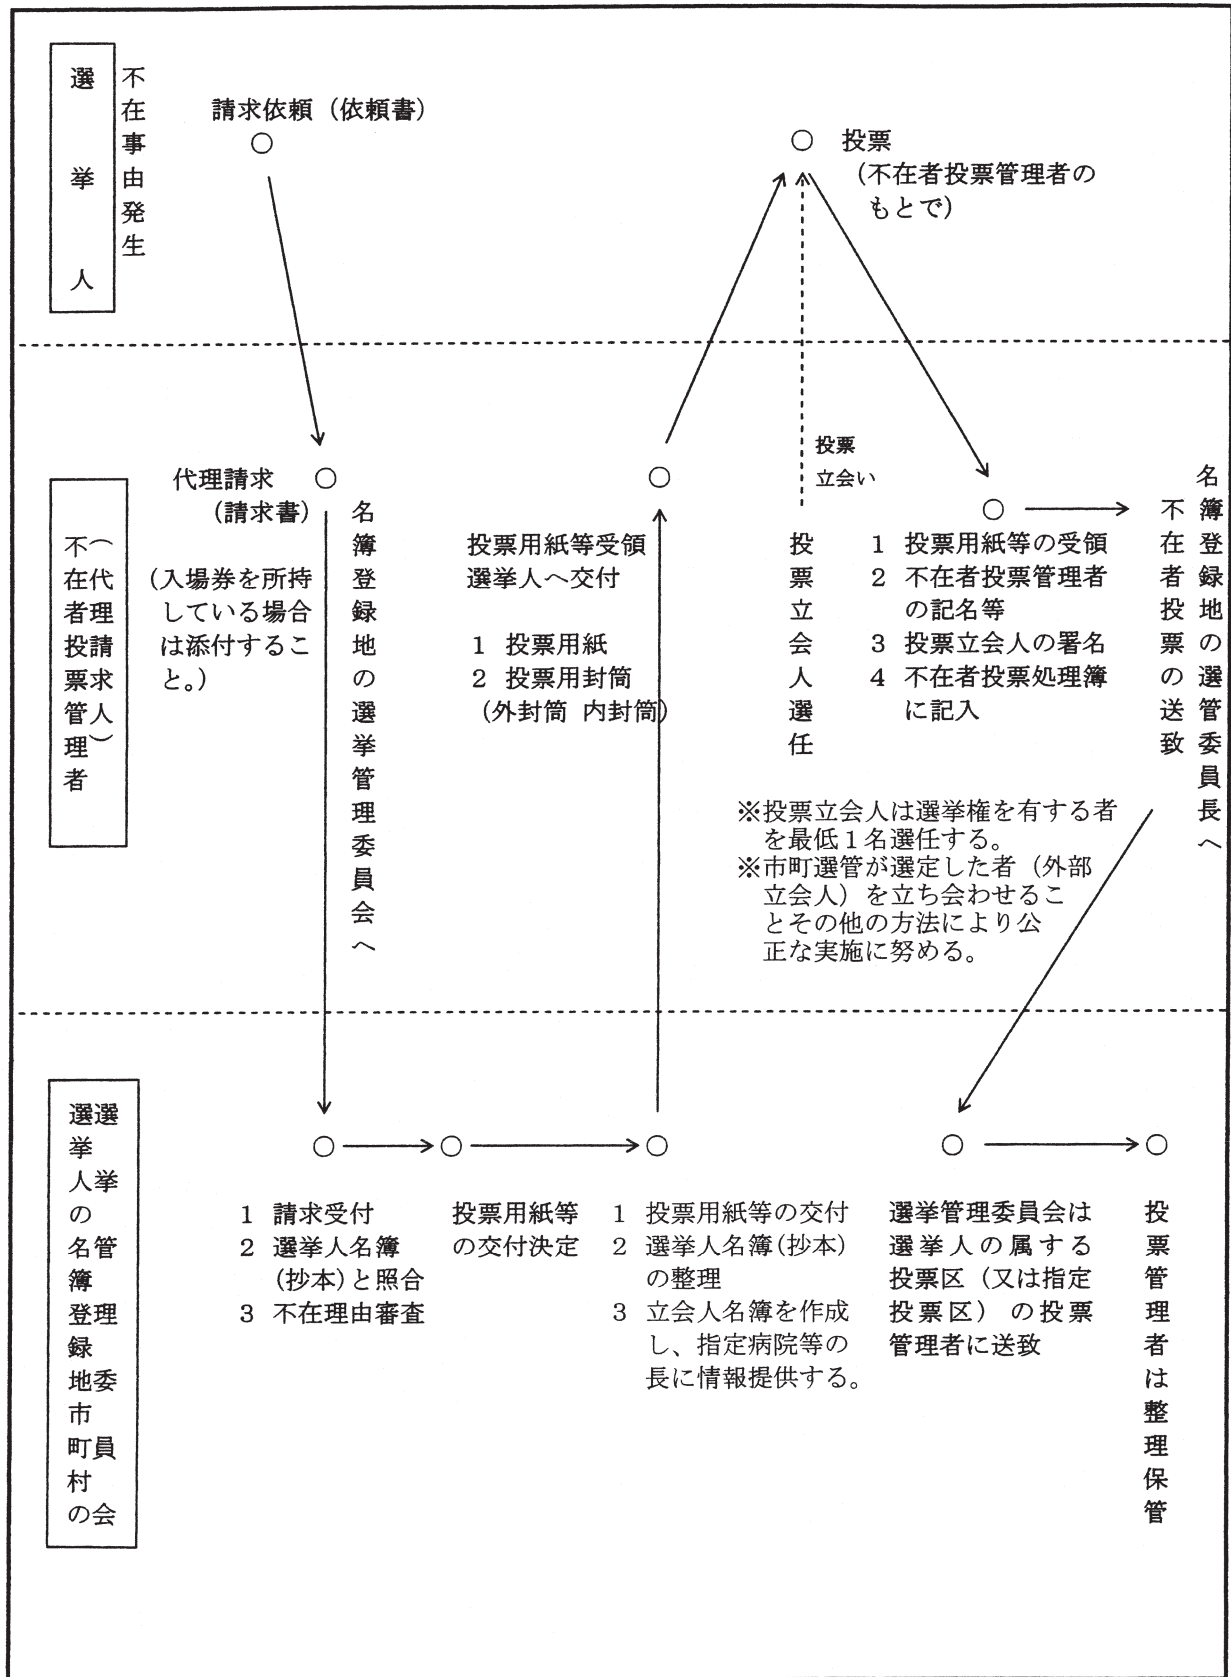 選挙人
不在事由発生
請求依頼（依頼書）
○
○ 投票
（不在者投票管理者の
もとで）
不在者投票管理者
（代理請求人）
代理請求 ○
（請求書）
（入場券を所持
している場合
は添付するこ
と。）
名簿登録地の選挙管理委員会へ
○
投票用紙等受領
選挙人へ交付
1 投票用紙
2 投票用封筒
（外封筒 内封筒）
投票
立会い
投票立会人選任
○
1 投票用紙等の受領
2 不在者投票管理者
の記名等
3 投票立会人の署名
4 不在者投票処理簿
に記入
名簿登録地の選管委員長へ
不在者投票の送致
※投票立会人は選挙権を有する者
を最低１名選任する。
※市町選管が選定した者（外部
立会人）を立ち会わせるこ
とその他の方法により公
正な実施に努める。
選挙人の名簿登録地市町村の
選挙管理委員会
○ ○ ○ ○ ○
1 請求受付
2 選挙人名簿
(抄本)と照合
3 不在理由審査
投票用紙等
の交付決定
1 投票用紙等の交付
2 選挙人名簿(抄本)
の整理
3 立会人名簿を作成
し、指定病院等の
長に情報提供する。
選挙管理委員会は
選挙人の属する
投票区（又は指定
投票区）の投票
管理者に送致
投票管理者は整理保管